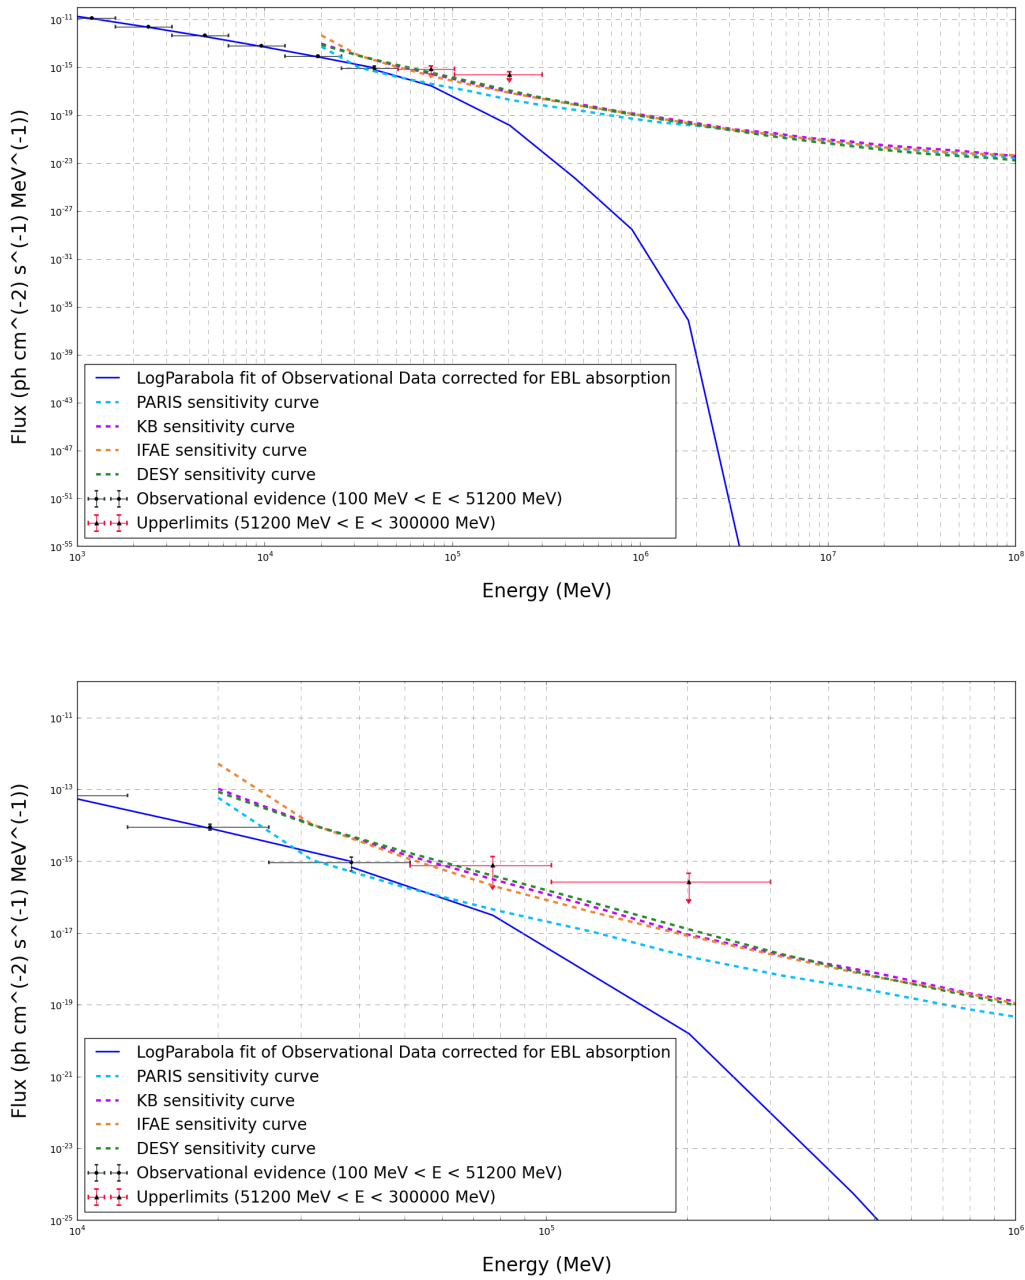 10^-11
10^-15
10^-19
10^-23
10^-27
10^-31
10^-35
10^-39
10^-43
10^-47
10^-51
10^-55
Flux (ph cm^(-2) s^(-1) MeV^(-1))
LogParabola fit of Observational Data corrected for EBL absorption
PARIS sensitivity curve
KB sensitivity curve
IFAE sensitivity curve
DESY sensitivity curve
Observational evidence (100 MeV < E < 51200 MeV)
Upperlimits (51200 MeV < E < 300000 MeV)
10^3 10^4 10^5 10^6 10^7 10^8
Energy (MeV)
10^-11
10^-13
10^-15
10^-17
10^-19
10^-21
10^-23
10^-25
Flux (ph cm^(-2) s^(-1) MeV^(-1))
LogParabola fit of Observational Data corrected for EBL absorption
PARIS sensitivity curve
KB sensitivity curve
IFAE sensitivity curve
DESY sensitivity curve
Observational evidence (100 MeV < E < 51200 MeV)
Upperlimits (51200 MeV < E < 300000 MeV)
10^4 10^5 10^6
Energy (MeV)